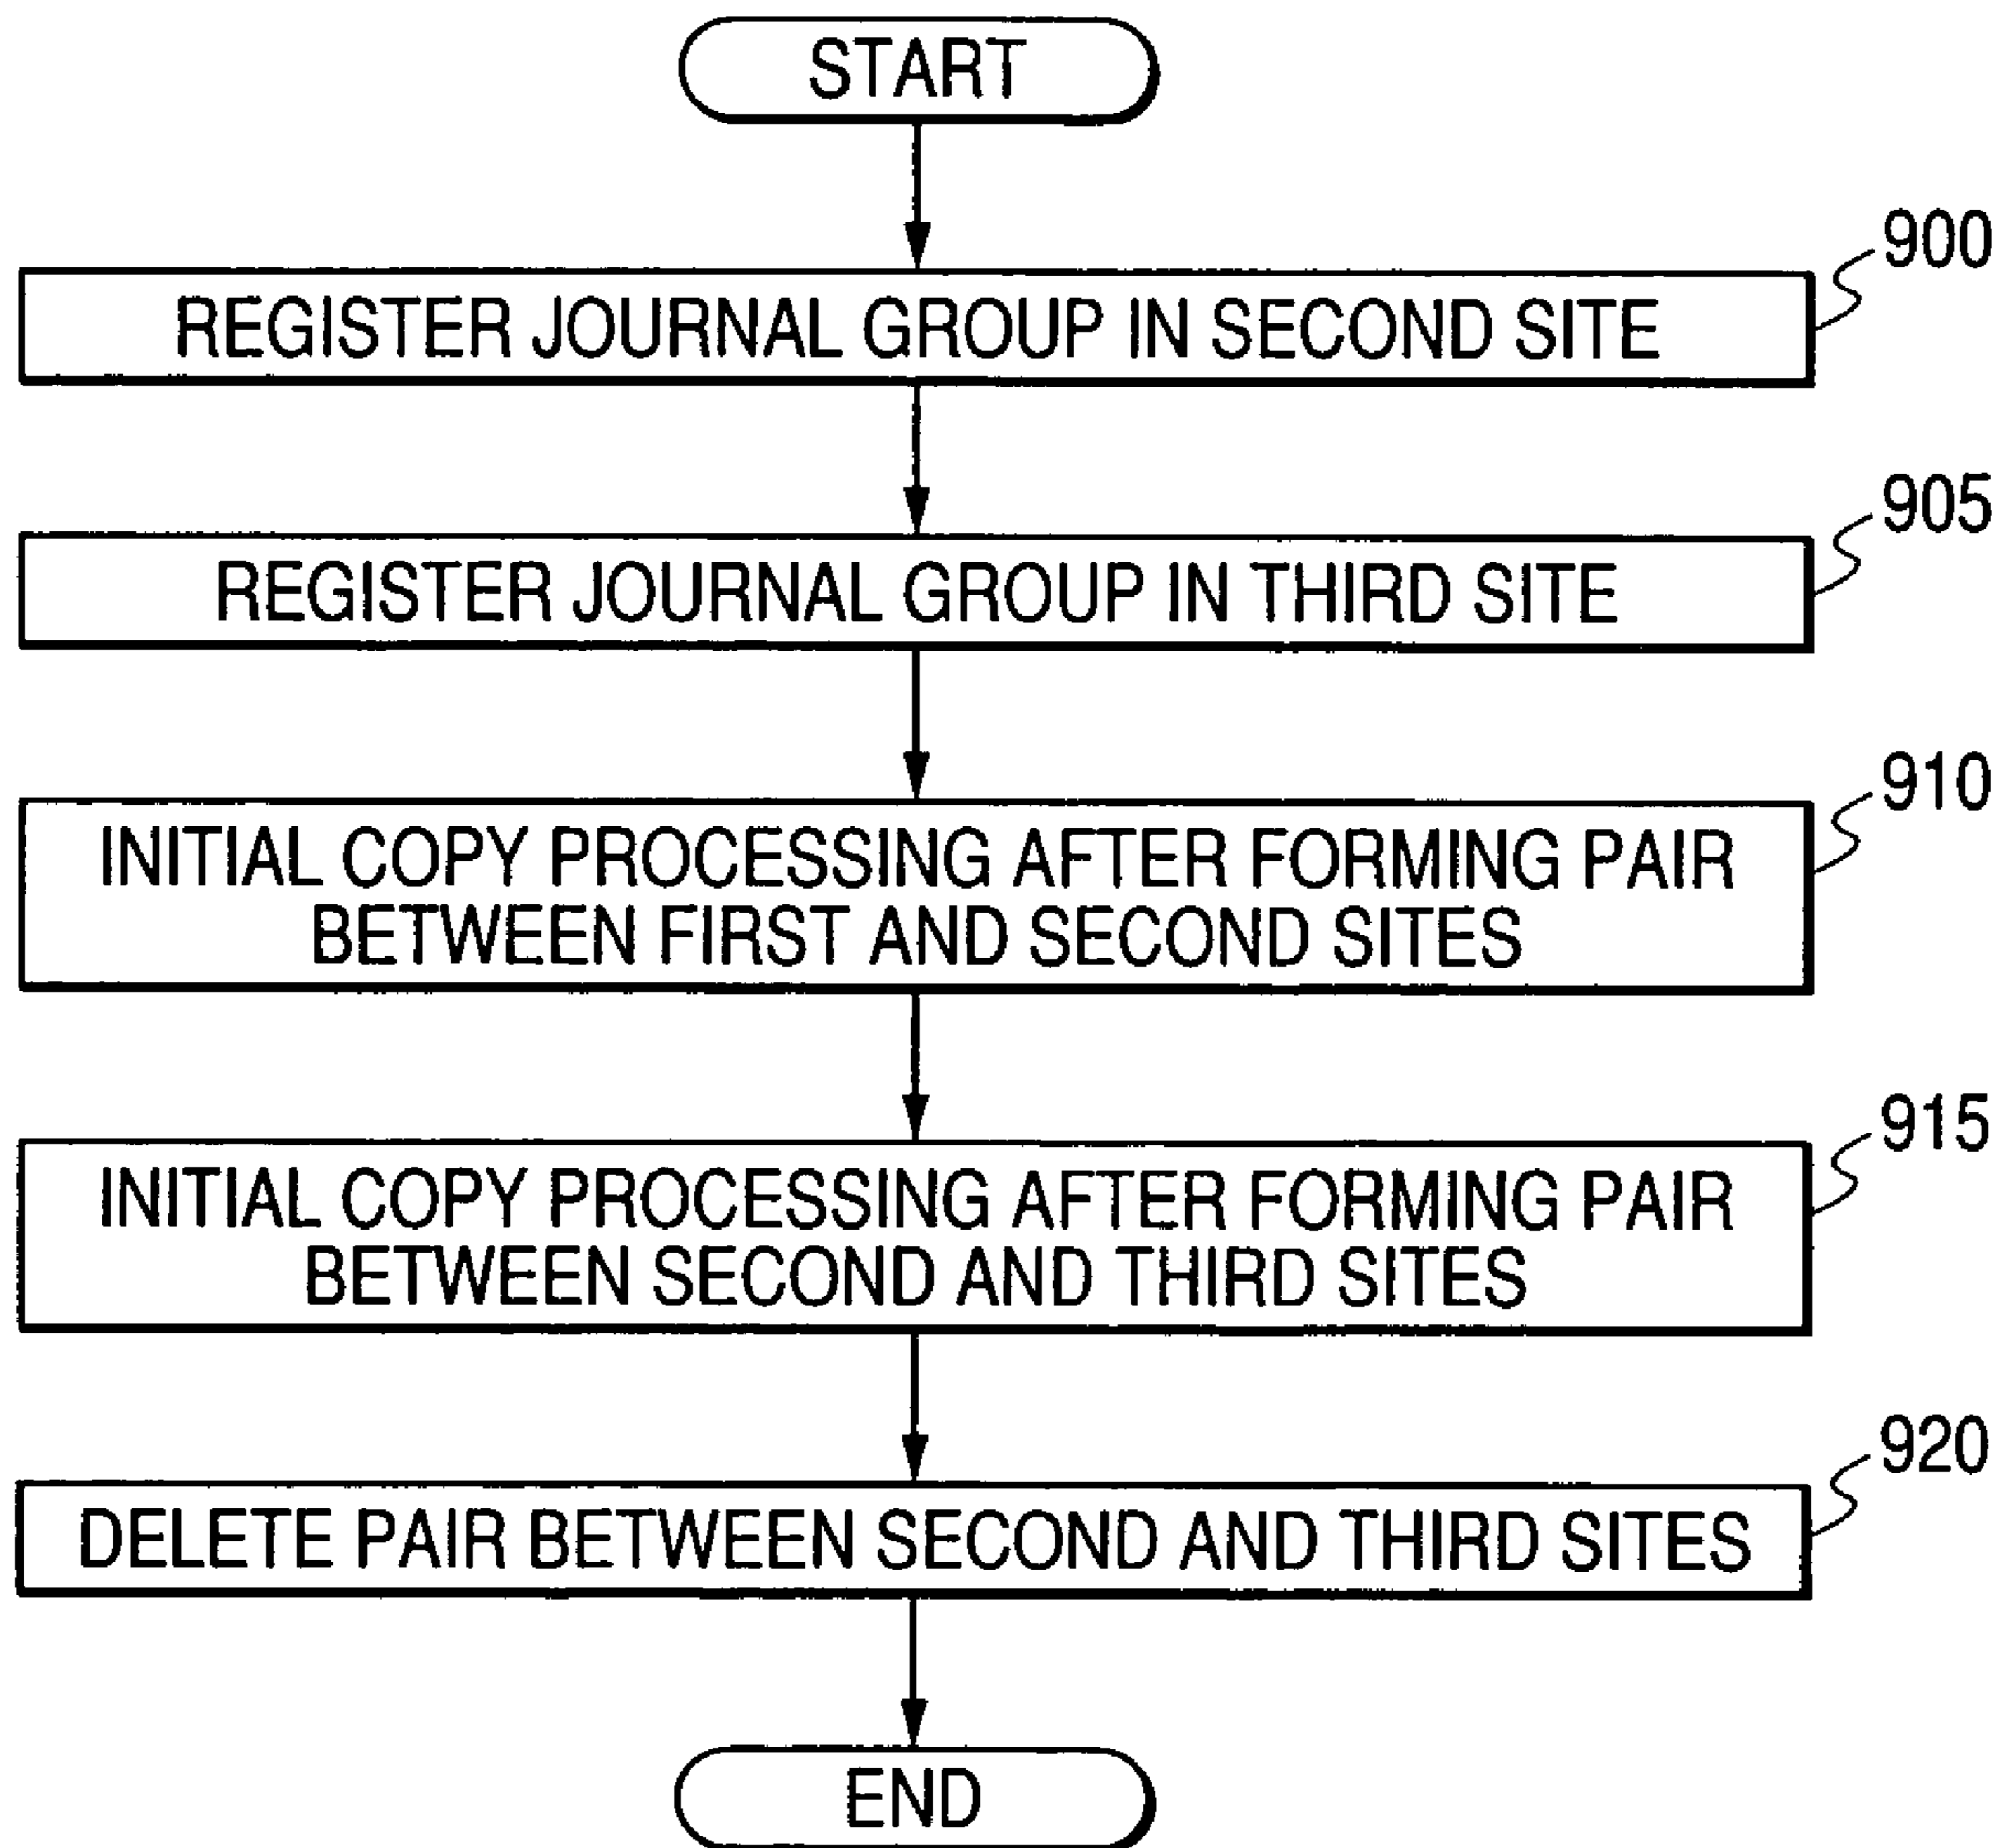 START
900
REGISTER JOURNAL GROUP IN SECOND SITE
905
REGISTER JOURNAL GROUP IN THIRD SITE
910
INITIAL COPY PROCESSING AFTER FORMING PAIR
BETWEEN FIRST AND SECOND SITES
915
INITIAL COPY PROCESSING AFTER FORMING PAIR
BETWEEN SECOND AND THIRD SITES
920
DELETE PAIR BETWEEN SECOND AND THIRD SITES
END